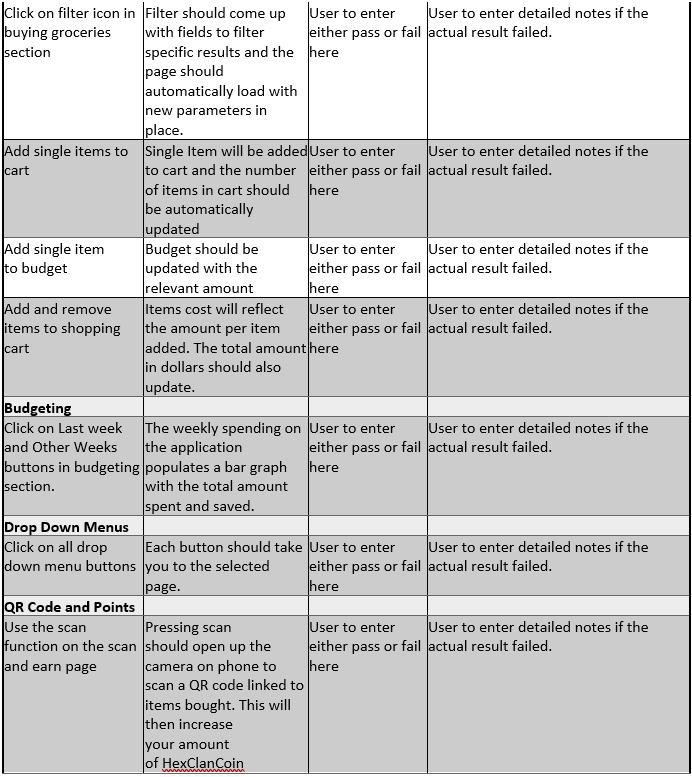 Click on filter icon in
buying groceries
section
Filter should come up
with fields to filter
specific results and the
page should
automatically load with
new parameters in
place.
User to enter
either pass or fail
here
User to enter detailed notes if the
actual result failed.
Add single items to
cart
Single Item will be added
to cart and the number
of items in cart should
be automatically
updated
User to enter
either pass or fail
here
User to enter detailed notes if the
actual result failed.
Add single item
to budget
Budget should be
updated with the
relevant amount
User to enter
either pass or fail
here
User to enter detailed notes if the
actual result failed.
Add and remove
items to shopping
cart
Items cost will reflect
the amount per item
added. The total amount
in dollars should also
update.
User to enter
either pass or fail
here
User to enter detailed notes if the
actual result failed.
Budgeting
Click on Last week
and Other Weeks
buttons in budgeting
section.
The weekly spending on
the application
populates a bar graph
with the total amount
spent and saved.
User to enter
either pass or fail
here
User to enter detailed notes if the
actual result failed.
Drop Down Menus
Click on all drop
down menu buttons
Each button should take
you to the selected
page.
User to enter
either pass or fail
here
User to enter detailed notes if the
actual result failed.
QR Code and Points
Use the scan
function on the scan
and earn page
Pressing scan
should open up the
camera on phone to
scan a QR code linked to
items bought. This will
then increase
your amount
of HexClanCoin
User to enter
either pass or fail
here
User to enter detailed notes if the
actual result failed.